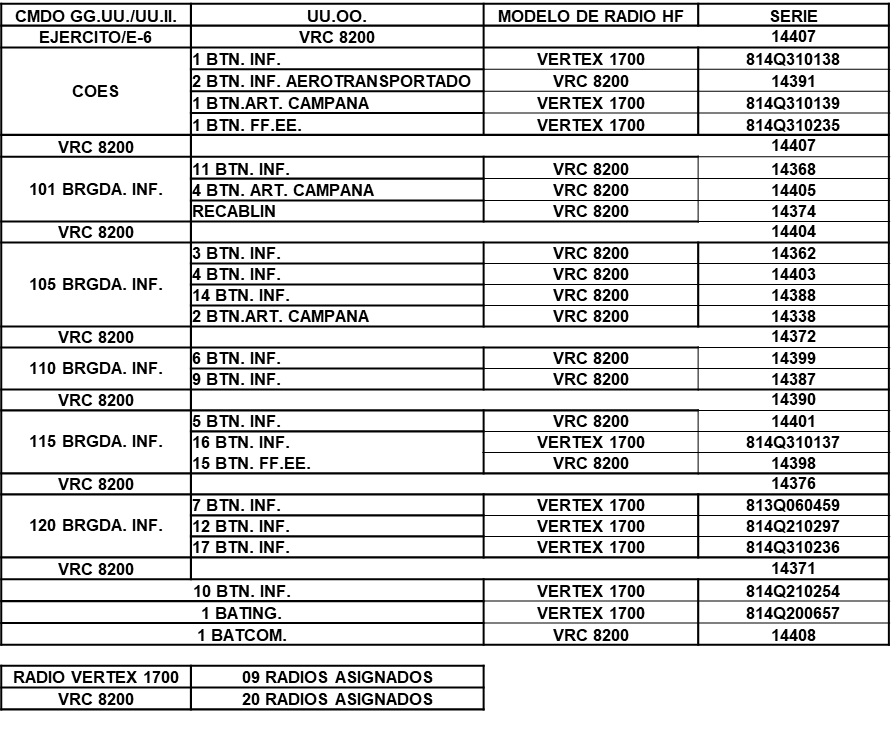 CMDO GG.UU./UU.II. UU.OO. MODELO DE RADIO HF SERIE
EJERCITO/E-6 VRC 8200 14407
COES
1 BTN. INF. VERTEX 1700 814Q310138
2 BTN. INF. AEROTRANSPORTADO VRC 8200 14391
1 BTN.ART. CAMPANA VERTEX 1700 814Q310139
1 BTN. FF.EE. VERTEX 1700 814Q310235
VRC 8200 14407
101 BRGDA. INF.
11 BTN. INF. VRC 8200 14368
4 BTN. ART. CAMPANA VRC 8200 14405
RECABLIN VRC 8200 14374
VRC 8200 14404
105 BRGDA. INF.
3 BTN. INF. VRC 8200 14362
4 BTN. INF. VRC 8200 14403
14 BTN. INF. VRC 8200 14388
2 BTN.ART. CAMPANA VRC 8200 14338
VRC 8200 14372
110 BRGDA. INF.
6 BTN. INF. VRC 8200 14399
9 BTN. INF. VRC 8200 14387
VRC 8200 14390
115 BRGDA. INF.
5 BTN. INF. VRC 8200 14401
16 BTN. INF. VERTEX 1700 814Q310137
15 BTN. FF.EE. VRC 8200 14398
VRC 8200 14376
120 BRGDA. INF.
7 BTN. INF. VERTEX 1700 813Q060459
12 BTN. INF. VERTEX 1700 814Q210297
17 BTN. INF. VERTEX 1700 814Q310236
VRC 8200 14371
10 BTN. INF. VERTEX 1700 814Q210254
1 BATING. VERTEX 1700 814Q200657
1 BATCOM. VRC 8200 14408
RADIO VERTEX 1700 09 RADIOS ASIGNADOS
VRC 8200 20 RADIOS ASIGNADOS